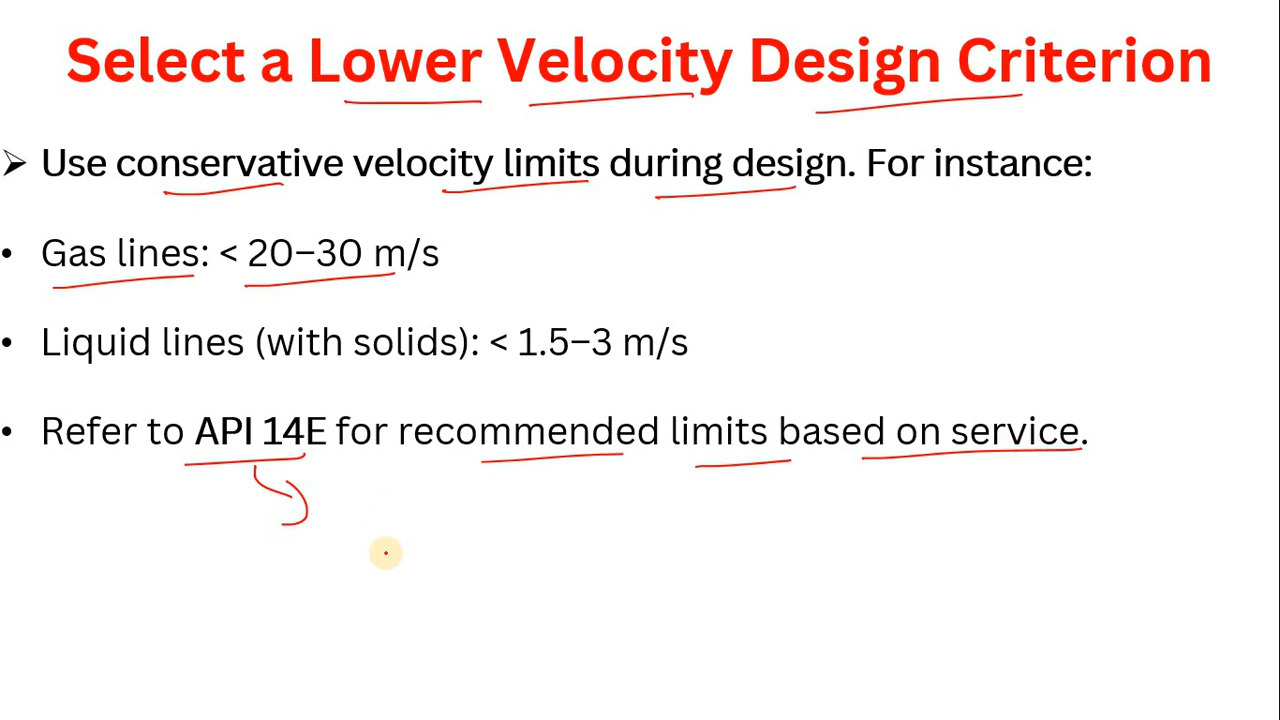 Select a Lower Velocity Design Criterion
➢ Use conservative velocity limits during design. For instance:
• Gas lines: < 20–30 m/s
• Liquid lines (with solids): < 1.5–3 m/s
• Refer to API 14E for recommended limits based on service.